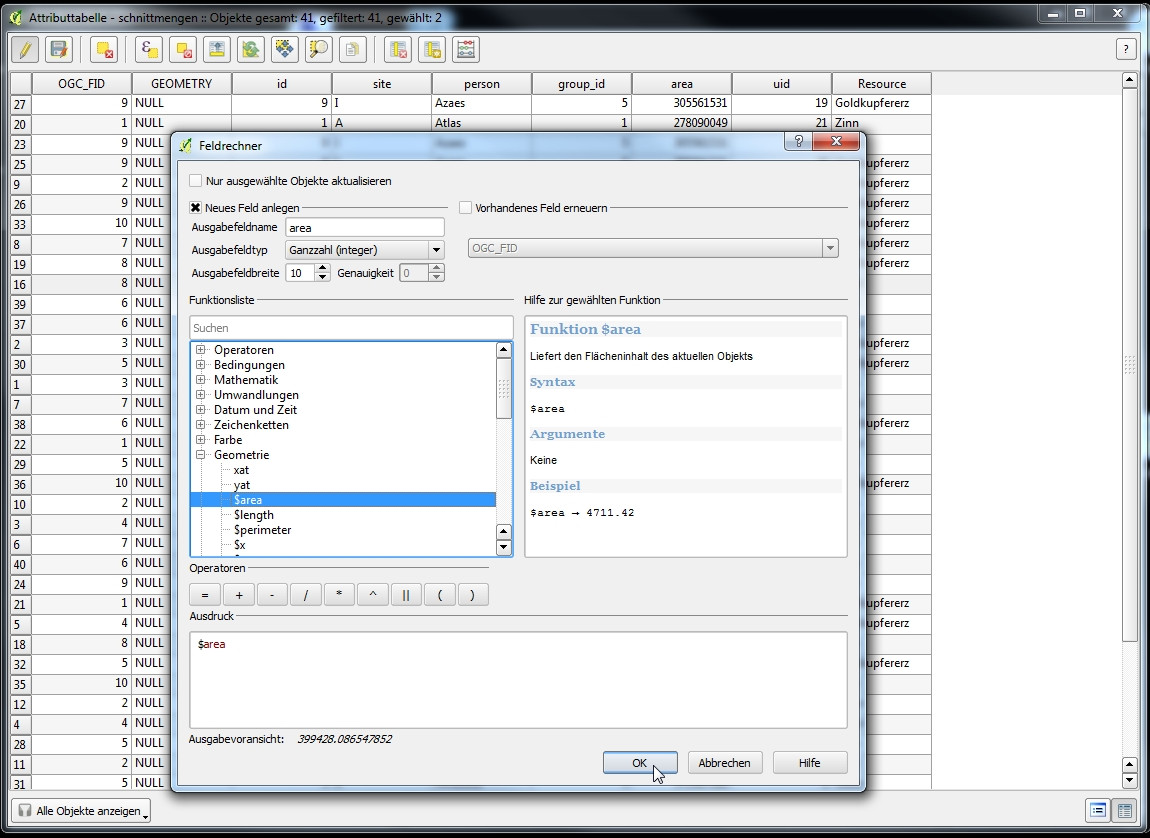 Attributtabelle - schnittmengen :: Objekte gesamt: 41, gefiltert: 41, gewählt: 2
?
OGC_FID GEOMETRY id site person group_id area uid Resource
27 9 NULL 9 I Azaes 5 305561531 19 Goldkupfererz
20 1 NULL 1 A Atlas 1 278090049 21 Zinn
23 9 NULL
25 9 NULL upfererz
9 2 NULL upfererz
26 9 NULL upfererz
33 10 NULL upfererz
8 7 NULL upfererz
19 8 NULL upfererz
16 8 NULL
39 6 NULL
37 6 NULL
2 3 NULL upfererz
30 5 NULL upfererz
1 3 NULL
7 7 NULL
38 6 NULL upfererz
22 1 NULL
29 5 NULL
36 10 NULL upfererz
10 2 NULL
3 4 NULL
6 7 NULL
40 6 NULL
24 9 NULL
21 1 NULL upfererz
5 4 NULL upfererz
18 8 NULL
32 5 NULL upfererz
35 10 NULL
12 2 NULL
4 4 NULL
28 5 NULL
11 2 NULL
31 5 NULL
Feldrechner
?
Nur ausgewählte Objekte aktualisieren
Neues Feld anlegen
Ausgabefeldname area
Ausgabefeldtyp Ganzzahl (integer)
Ausgabefeldbreite 10 Genauigkeit 0
Vorhandenes Feld erneuern
OGC_FID
Funktionsliste
Suchen
Operatoren
Bedingungen
Mathematik
Umwandlungen
Datum und Zeit
Zeichenketten
Farbe
Geometrie
xat
yat
$area
$length
$perimeter
$x
Hilfe zur gewählten Funktion
Funktion $area
Liefert den Flächeninhalt des aktuellen Objekts
Syntax
$area
Argumente
Keine
Beispiel
$area → 4711.42
Operatoren
= + - / * ^ || ( )
Ausdruck
$area
Ausgabevoransicht: 399428.086547852
OK Abbrechen Hilfe
Alle Objekte anzeigen